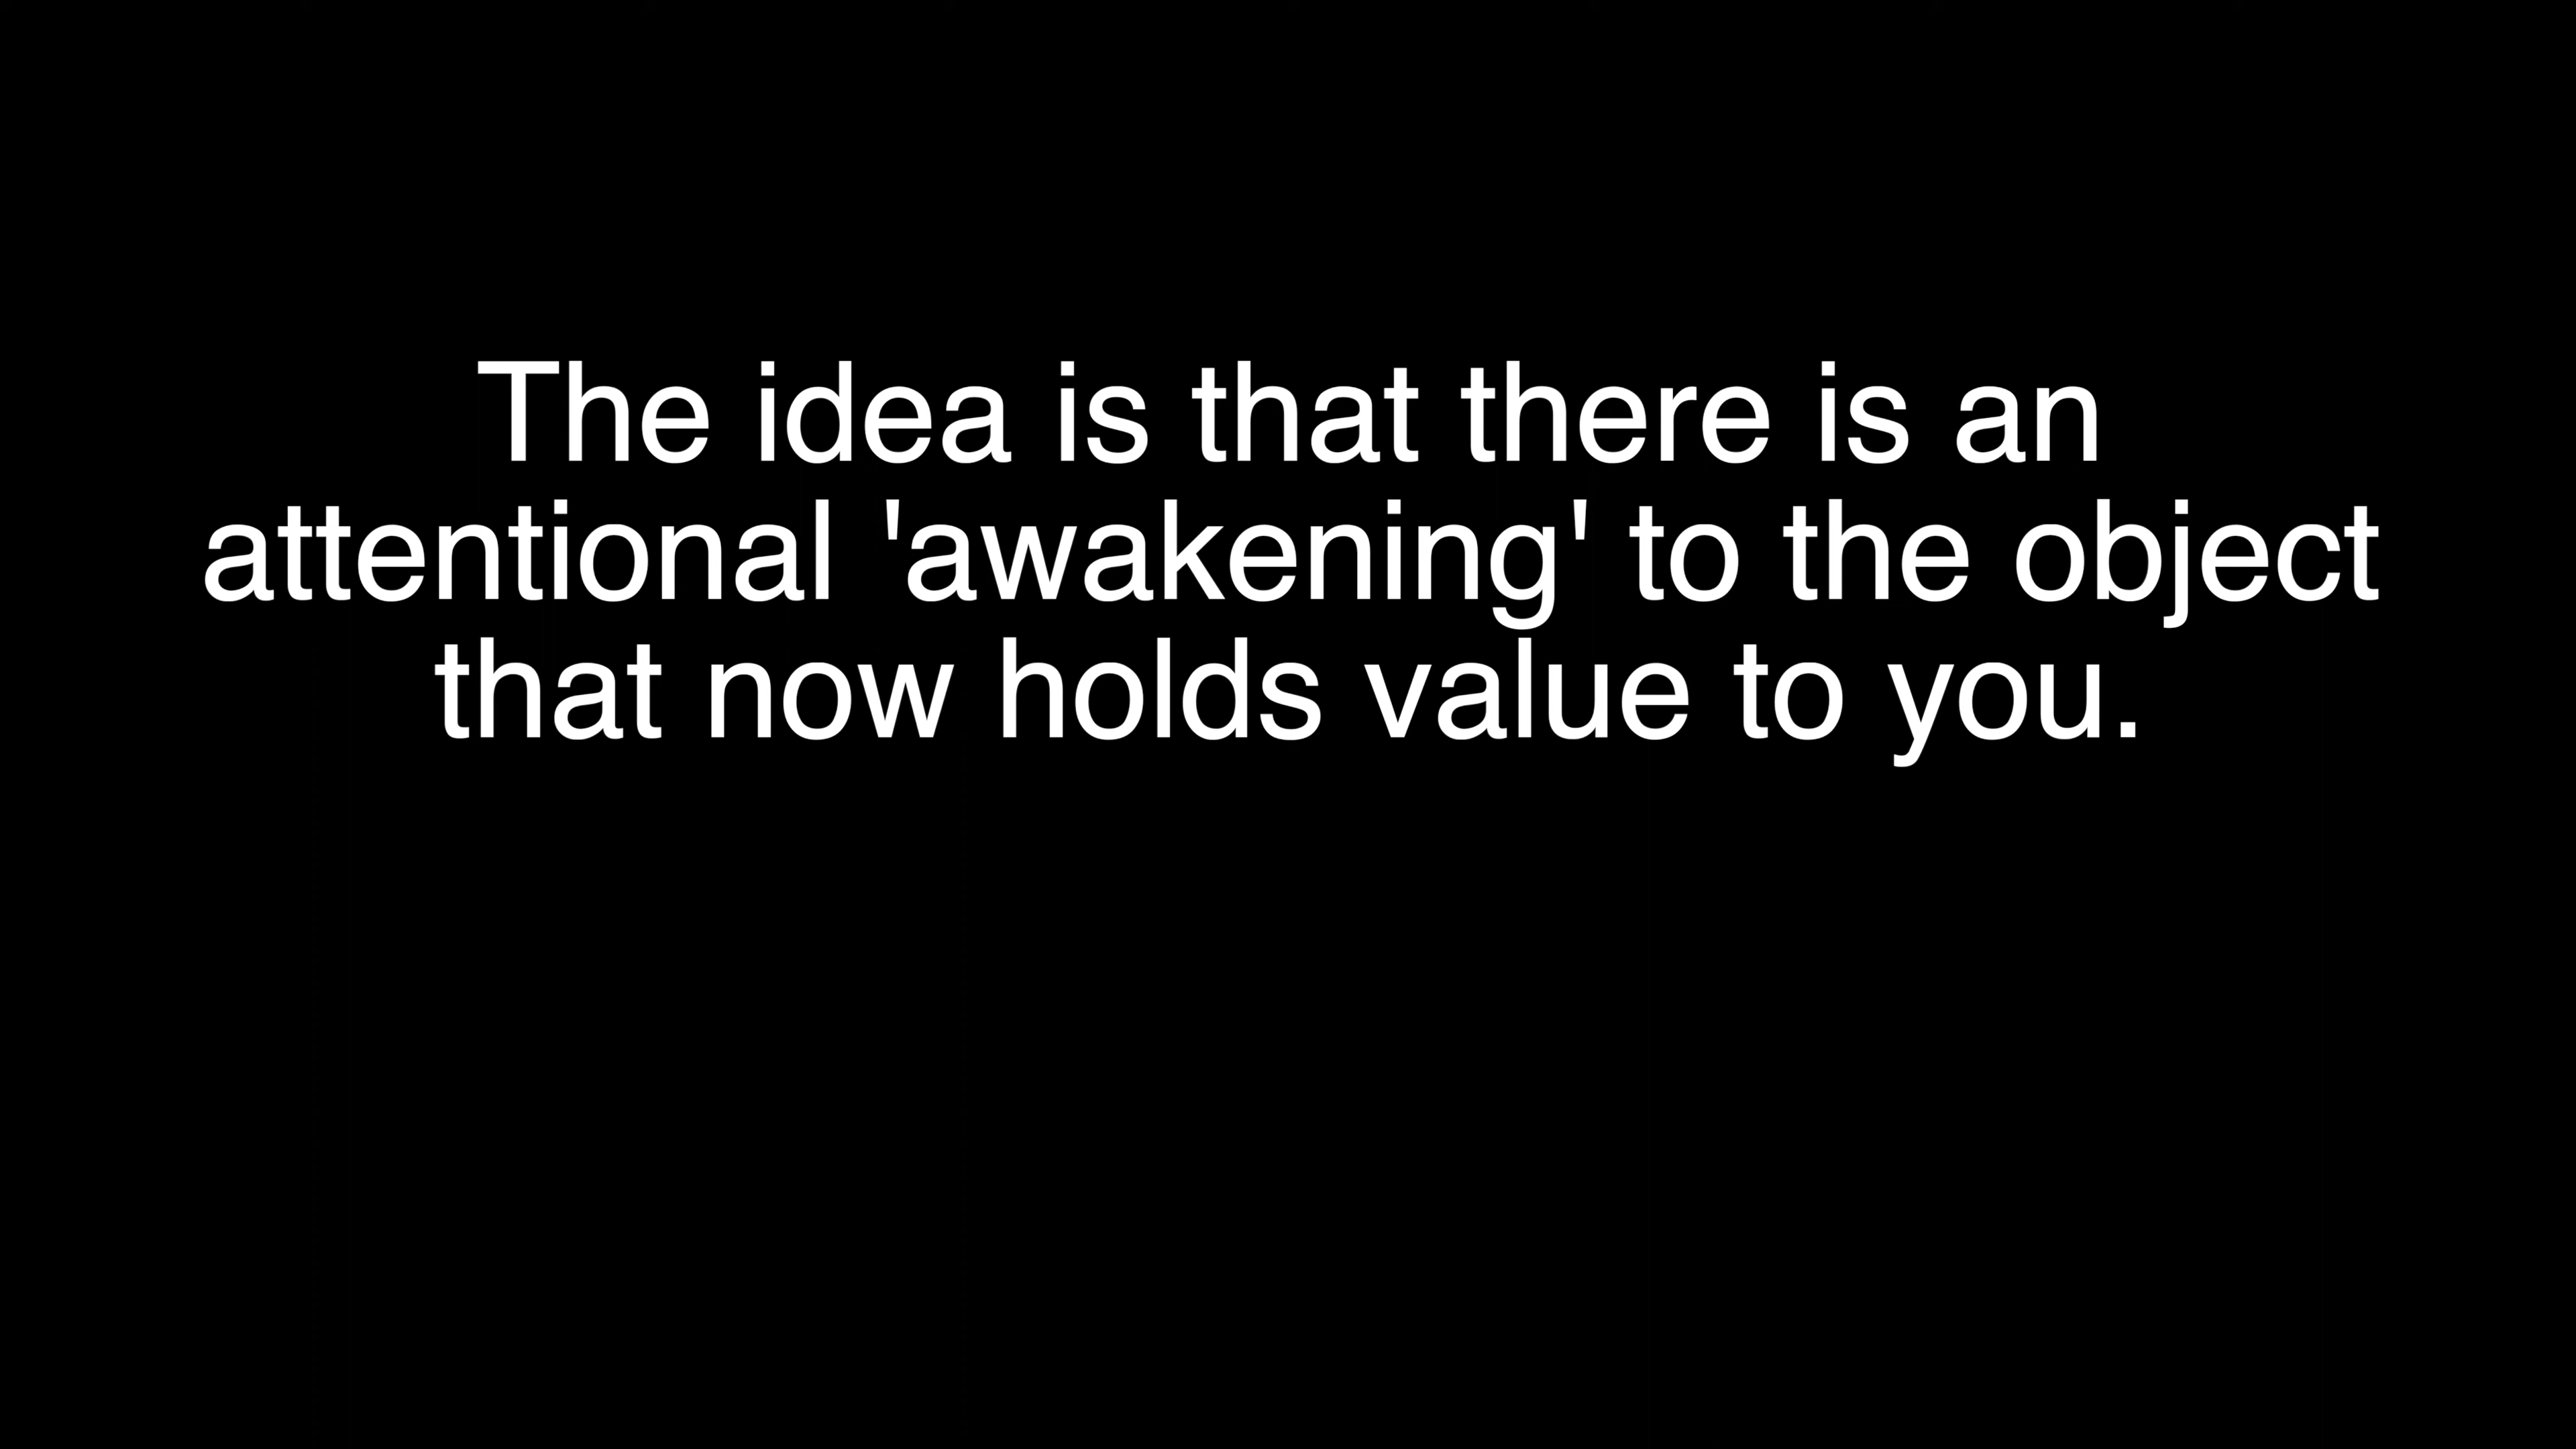 The idea is that there is an
attentional 'awakening' to the object
that now holds value to you.